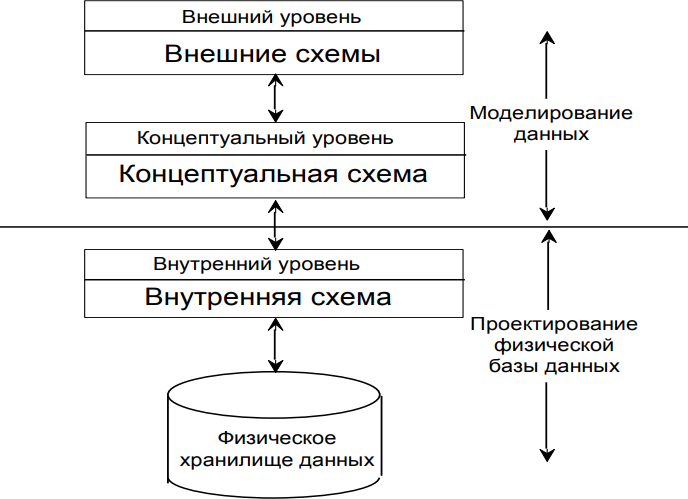 Внешний уровень
Внешние схемы
Концептуальный уровень
Концептуальная схема
Моделирование
данных
Внутренний уровень
Внутренняя схема
Проектирование
физической
базы данных
Физическое
хранилище данных